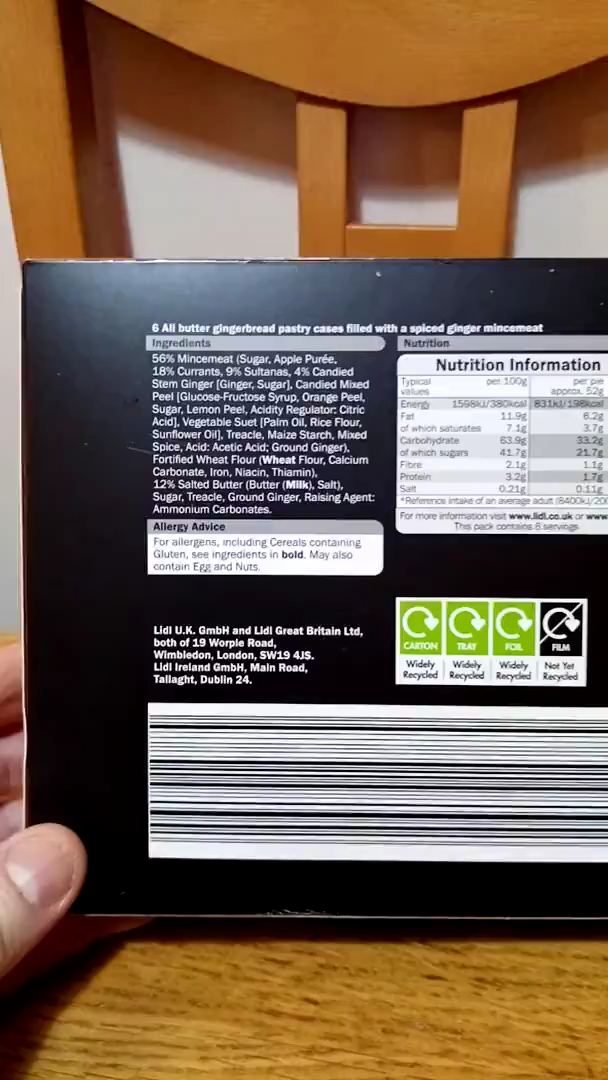 6 All butter gingerbread pastry cases filled with a spiced ginger mincemeat
Ingredients
56% Mincemeat (Sugar, Apple Purée,
18% Currants, 9% Sultanas, 4% Candied
Stem Ginger [Ginger, Sugar], Candied Mixed
Peel [Glucose-Fructose Syrup, Orange Peel,
Sugar, Lemon Peel, Acidity Regulator: Citric
Acid], Vegetable Suet [Palm Oil, Rice Flour,
Sunflower Oil], Treacle, Maize Starch, Mixed
Spice, Acid: Acetic Acid; Ground Ginger),
Fortified Wheat Flour (Wheat Flour, Calcium
Carbonate, Iron, Niacin, Thiamin),
12% Salted Butter (Butter (Milk), Salt),
Sugar, Treacle, Ground Ginger, Raising Agent:
Ammonium Carbonates.
Allergy Advice
For allergens, including Cereals containing
Gluten, see ingredients in bold. May also
contain Egg and Nuts.
Nutrition
Nutrition Information
Typical values per 100g per pie approx. 52g
Energy 1598kJ/380kcal 831kJ/198kcal
Fat 11.9g 6.2g
of which saturates 7.1g 3.7g
Carbohydrate 63.9g 33.2g
of which sugars 41.7g 21.7g
Fibre 2.1g 1.1g
Protein 3.2g 1.7g
Salt 0.21g 0.11g
*Reference intake of an average adult (8400kJ/200
For more information visit www.lidl.co.uk or www.
This pack contains 6 servings
Lidl U.K. GmbH and Lidl Great Britain Ltd,
both of 19 Worple Road,
Wimbledon, London, SW19 4JS.
Lidl Ireland GmbH, Main Road,
Tallaght, Dublin 24.
CARTON TRAY FOIL FILM
Widely Widely Widely Not Yet
Recycled Recycled Recycled Recycled